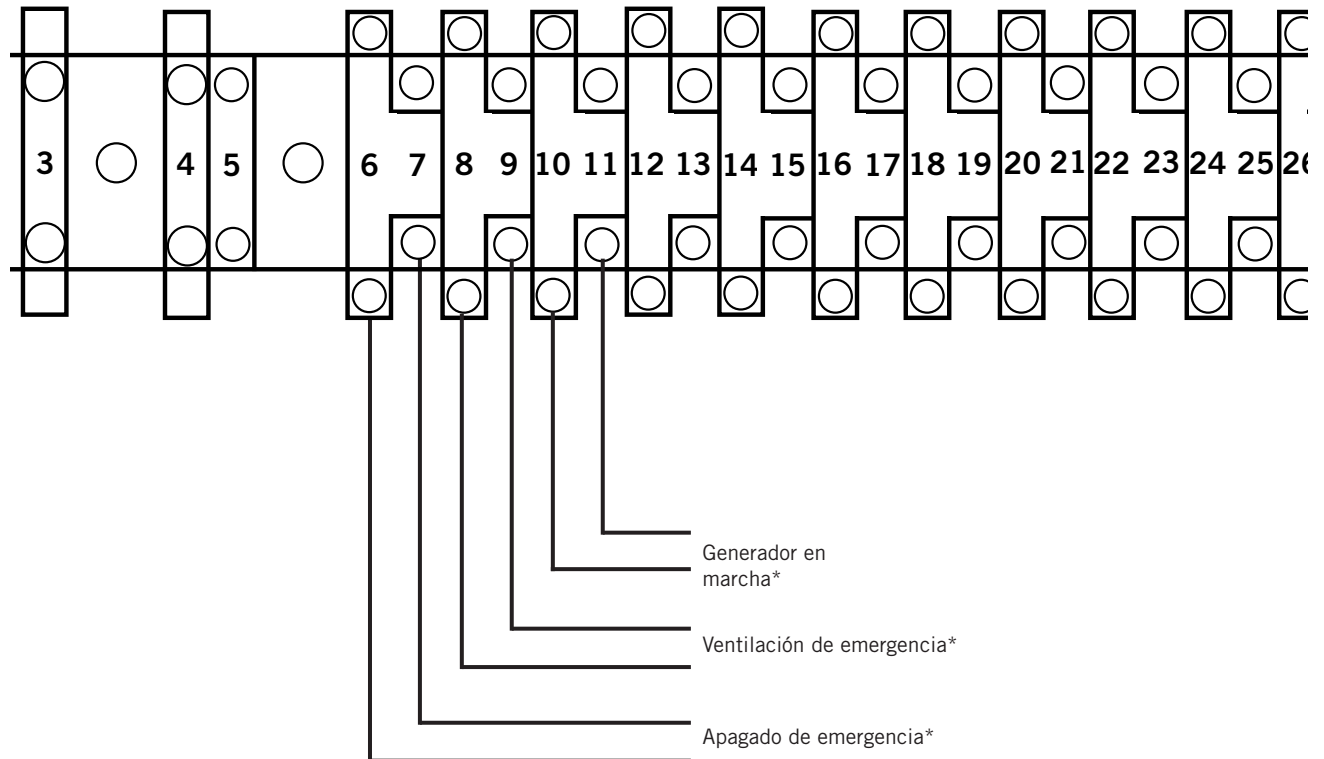 3 4 5 6 7 8 9 10 11 12 13 14 15 16 17 18 19 20 21 22 23 24 25 26
Generador en
marcha*
Ventilación de emergencia*
Apagado de emergencia*